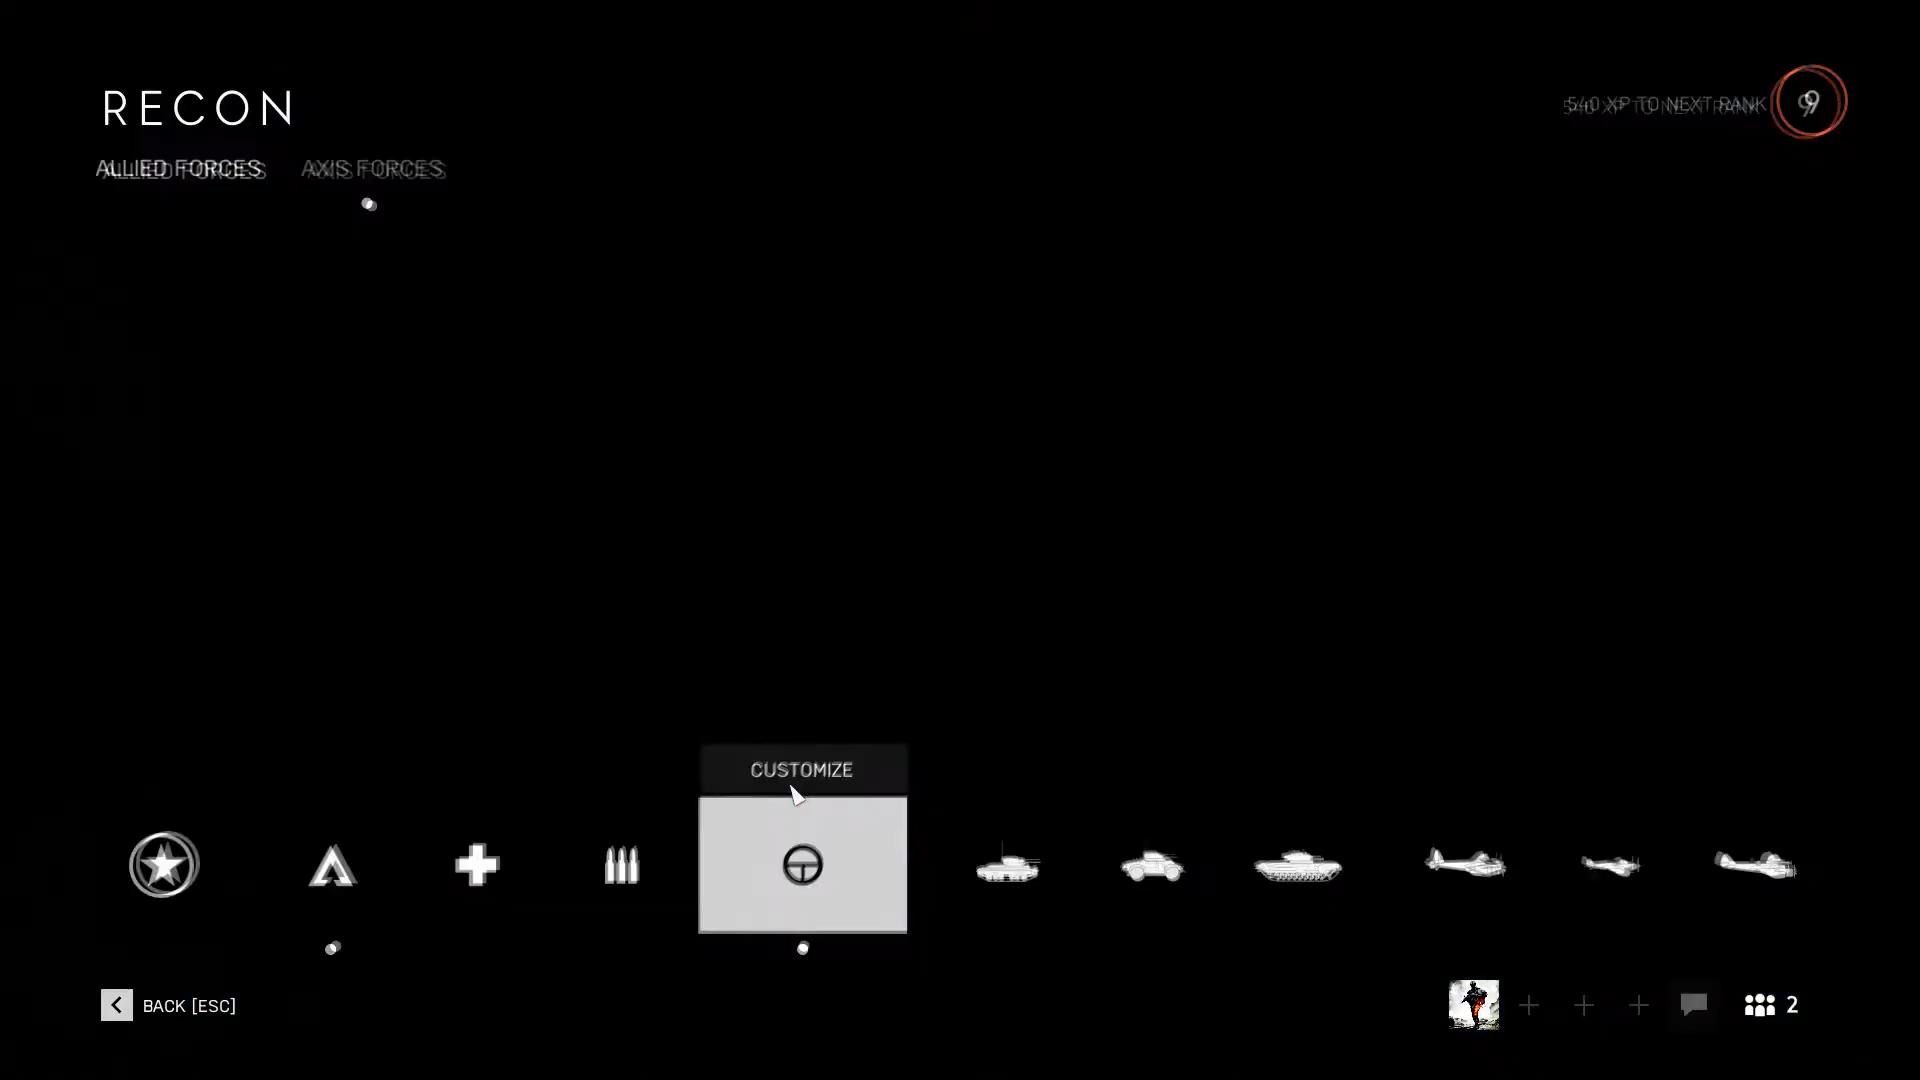 RECON
540 XP TO NEXT RANK
9
ALLIED FORCES
AXIS FORCES
CUSTOMIZE
BACK [ESC]
2